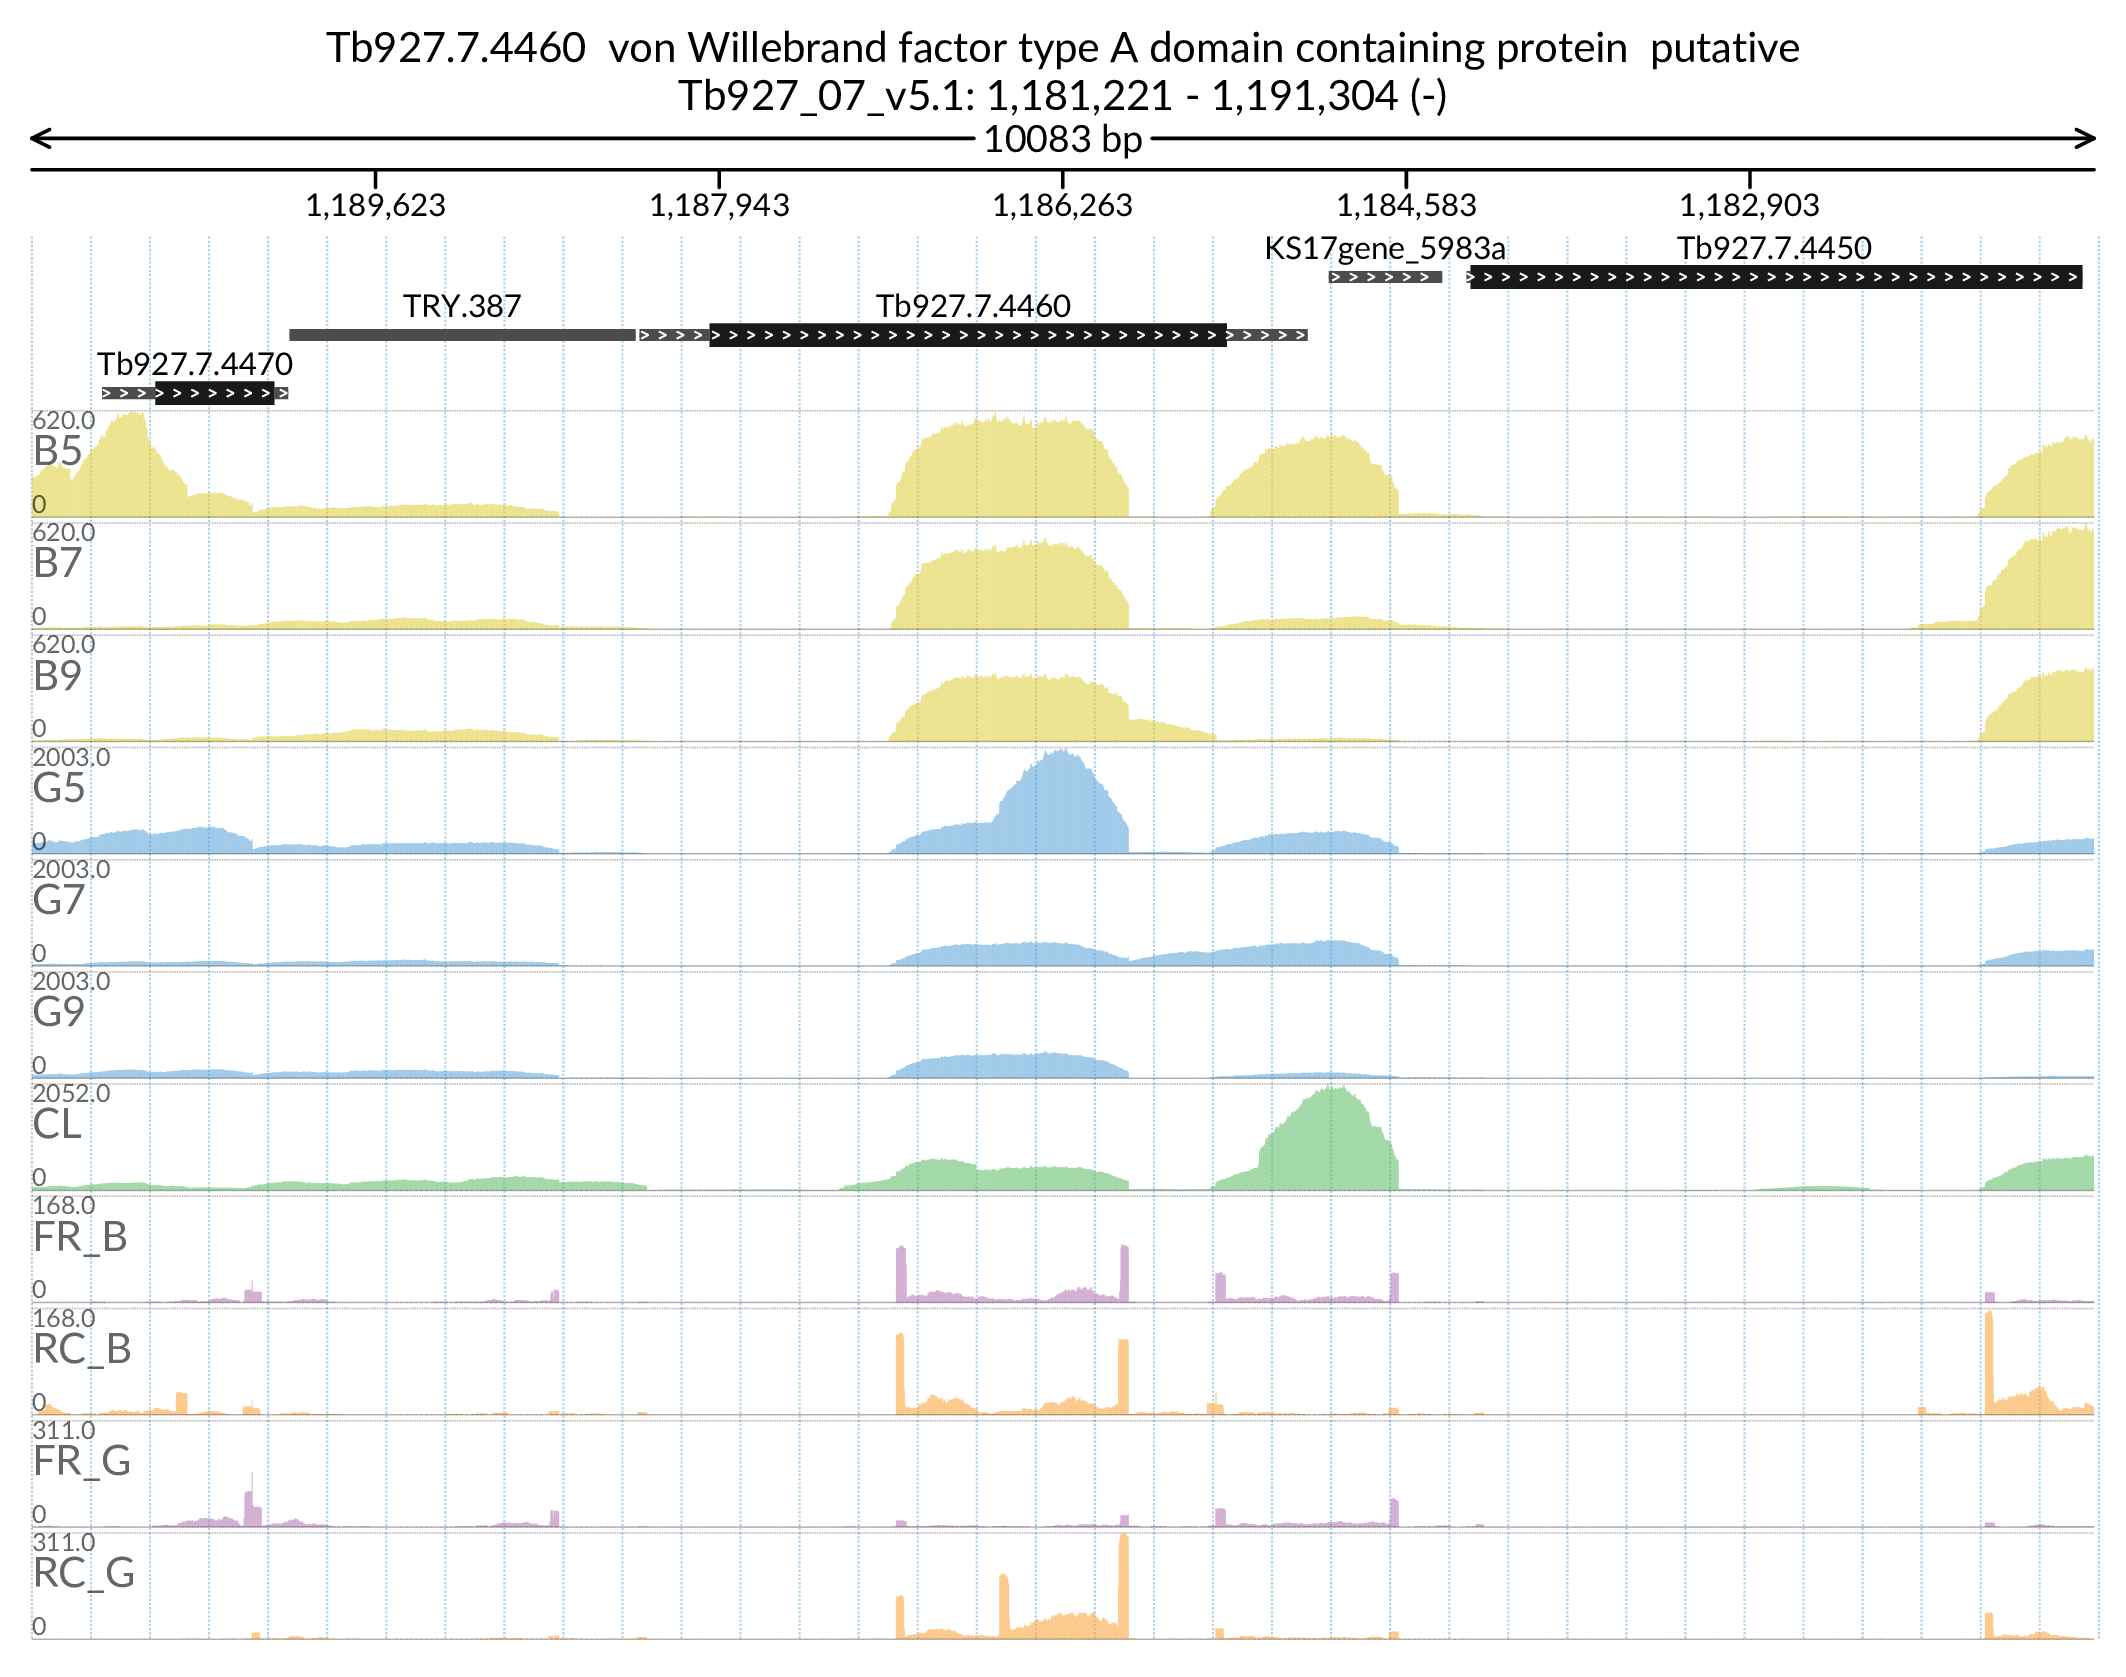 Tb927.7.4460  von Willebrand factor type A domain containing protein  putative
Tb927_07_v5.1: 1,181,221 - 1,191,304 (-)
10083 bp
1,189,623 1,187,943 1,186,263 1,184,583 1,182,903
KS17gene_5983a Tb927.7.4450
TRY.387 Tb927.7.4460
Tb927.7.4470
620.0
B5
0
620.0
B7
0
620.0
B9
0
2003.0
G5
0
2003.0
G7
0
2003.0
G9
0
2052.0
CL
0
168.0
FR_B
0
168.0
RC_B
0
311.0
FR_G
0
311.0
RC_G
0